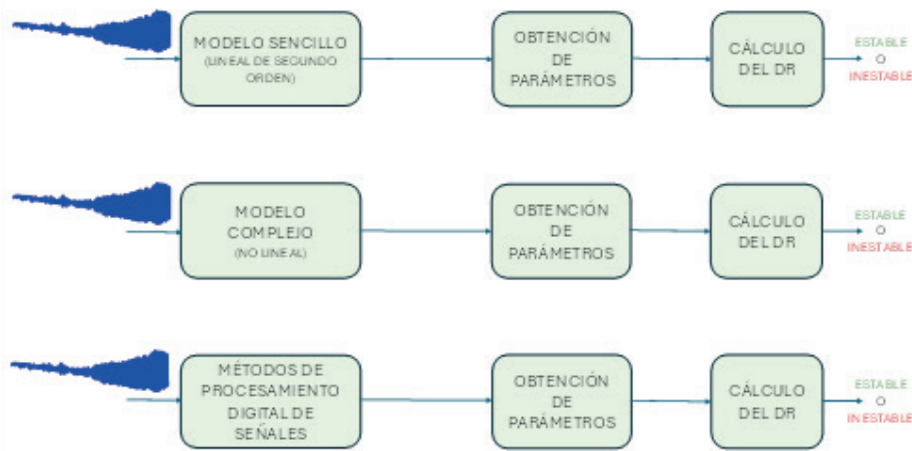 MODELO SENCILLO
(LINEAL DE SEGUNDO
ORDEN)
OBTENCIÓN
DE
PARÁMETROS
CÁLCULO
DEL DR
ESTABLE
O
INESTABLE
MODELO
COMPLEJO
(NO LINEAL)
OBTENCIÓN
DE
PARÁMETROS
CÁLCULO
DEL DR
ESTABLE
O
INESTABLE
MÉTODOS DE
PROCESAMIENTO
DIGITAL DE
SEÑALES
OBTENCIÓN
DE
PARÁMETROS
CÁLCULO
DEL DR
ESTABLE
O
INESTABLE